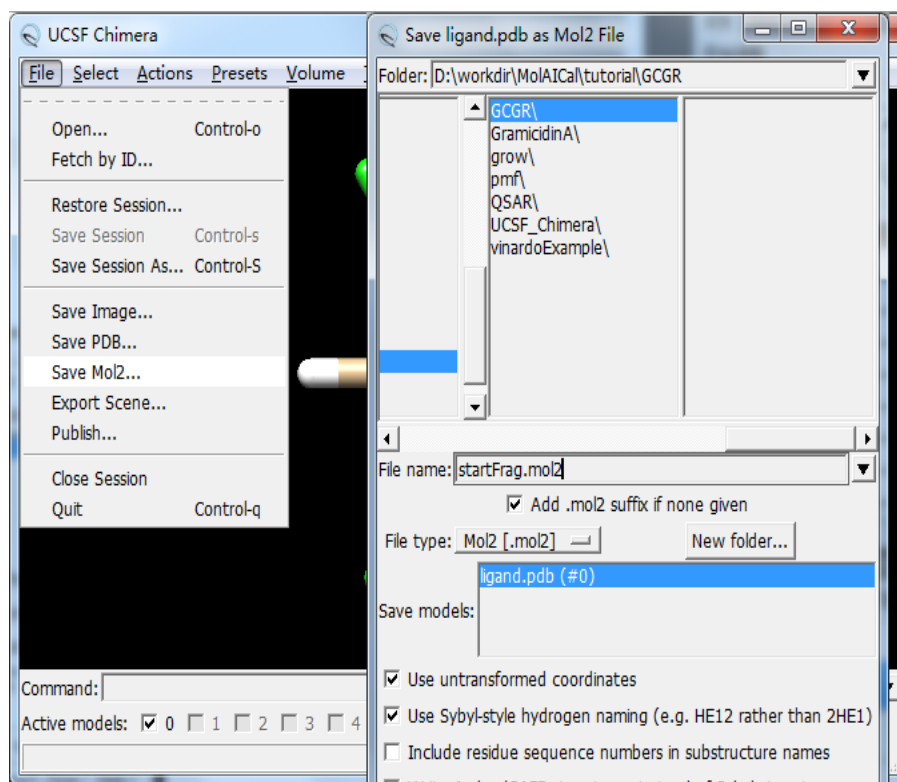 UCSF Chimera
File Select Actions Presets Volume
Open... Control-o
Fetch by ID...
Restore Session...
Save Session Control-s
Save Session As... Control-S
Save Image...
Save PDB...
Save Mol2...
Export Scene...
Publish...
Close Session
Quit Control-q
Command:
Active models: 0 1 2 3 4
Save ligand.pdb as Mol2 File
Folder: D:\workdir\MolAICal\tutorial\GCGR
GCGR\
GramicidinA\
grow\
pmf\
QSAR\
UCSF_Chimera\
vinardoExample\
File name: startFrag.mol2
Add .mol2 suffix if none given
File type: Mol2 [.mol2] New folder...
ligand.pdb (#0)
Save models:
Use untransformed coordinates
Use Sybyl-style hydrogen naming (e.g. HE12 rather than 2HE1)
Include residue sequence numbers in substructure names